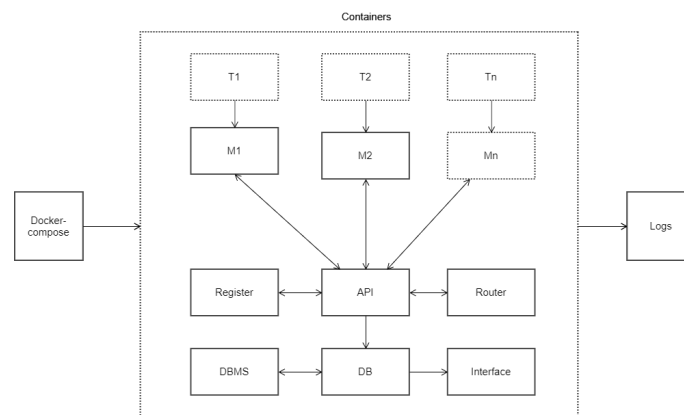 Containers
T1
T2
Tn
M1
M2
Mn
Docker-
compose
Logs
Register
API
Router
DBMS
DB
Interface